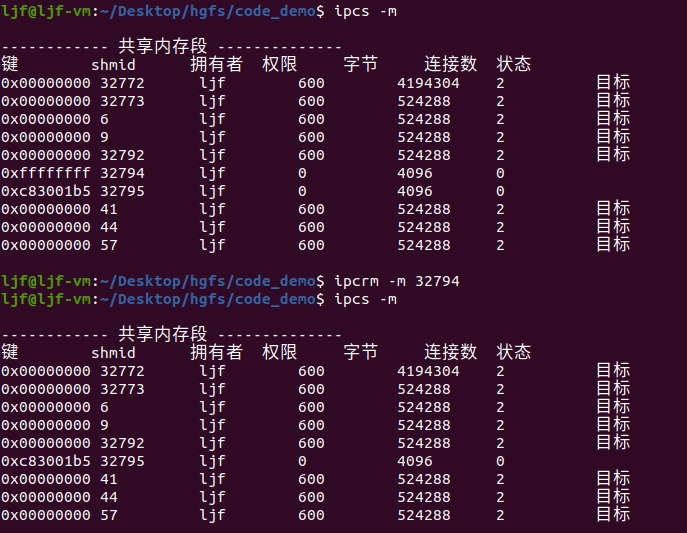 ljf@ljf-vm:~/Desktop/hgfs/code_demo$ ipcs -m
------------ 共享内存段 --------------
键 shmid 拥有者 权限 字节 连接数 状态
0x00000000 32772 ljf 600 4194304 2 目标
0x00000000 32773 ljf 600 524288 2 目标
0x00000000 6 ljf 600 524288 2 目标
0x00000000 9 ljf 600 524288 2 目标
0x00000000 32792 ljf 600 524288 2 目标
0xffffffff 32794 ljf 0 4096 0
0xc83001b5 32795 ljf 0 4096 0
0x00000000 41 ljf 600 524288 2 目标
0x00000000 44 ljf 600 524288 2 目标
0x00000000 57 ljf 600 524288 2 目标
ljf@ljf-vm:~/Desktop/hgfs/code_demo$ ipcrm -m 32794
ljf@ljf-vm:~/Desktop/hgfs/code_demo$ ipcs -m
------------ 共享内存段 --------------
键 shmid 拥有者 权限 字节 连接数 状态
0x00000000 32772 ljf 600 4194304 2 目标
0x00000000 32773 ljf 600 524288 2 目标
0x00000000 6 ljf 600 524288 2 目标
0x00000000 9 ljf 600 524288 2 目标
0x00000000 32792 ljf 600 524288 2 目标
0xc83001b5 32795 ljf 0 4096 0
0x00000000 41 ljf 600 524288 2 目标
0x00000000 44 ljf 600 524288 2 目标
0x00000000 57 ljf 600 524288 2 目标